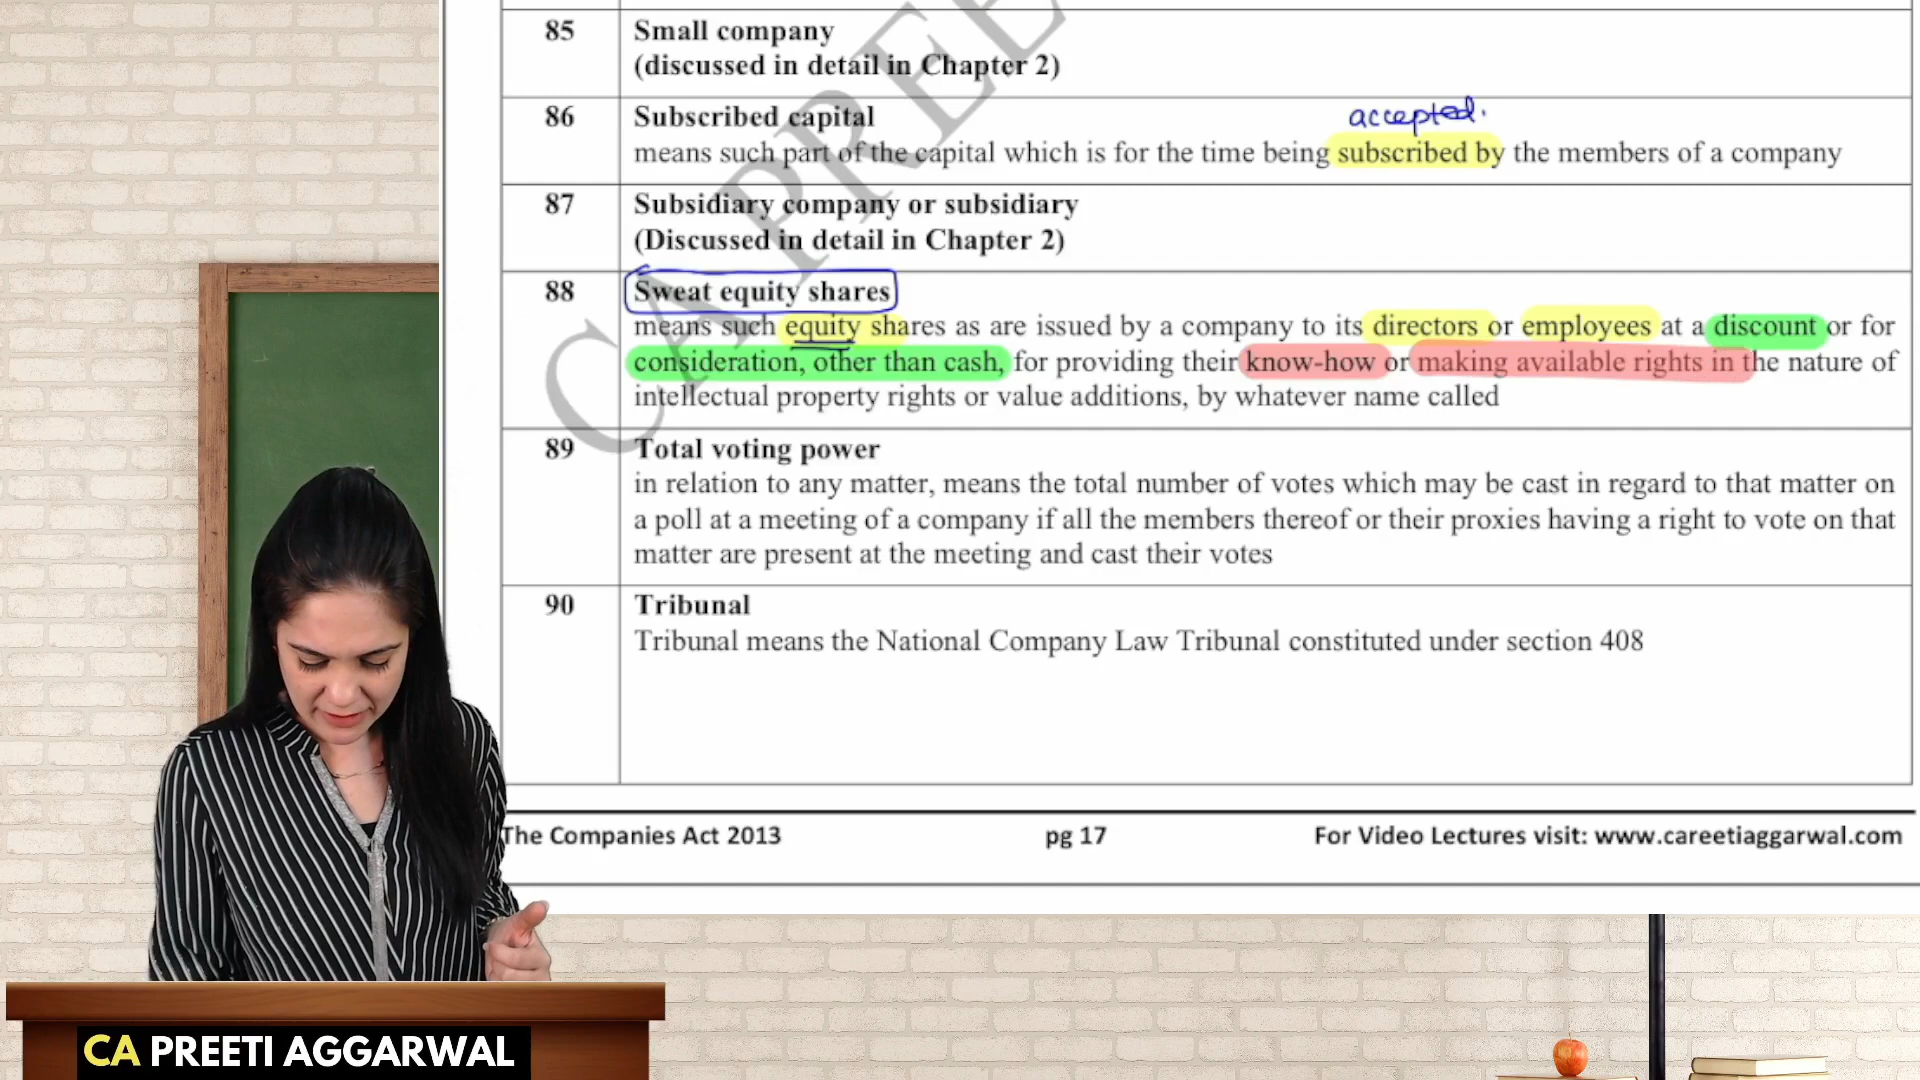 85 Small company
(discussed in detail in Chapter 2)
accepted.
86 Subscribed capital
means such part of the capital which is for the time being subscribed by the members of a company
87 Subsidiary company or subsidiary
(Discussed in detail in Chapter 2)
88 Sweat equity shares
means such equity shares as are issued by a company to its directors or employees at a discount or for
consideration, other than cash, for providing their know-how or making available rights in the nature of
intellectual property rights or value additions, by whatever name called
89 Total voting power
in relation to any matter, means the total number of votes which may be cast in regard to that matter on
a poll at a meeting of a company if all the members thereof or their proxies having a right to vote on that
matter are present at the meeting and cast their votes
90 Tribunal
Tribunal means the National Company Law Tribunal constituted under section 408
The Companies Act 2013 pg 17 For Video Lectures visit: www.careetiaggarwal.com
CA PREE
CA PREETI AGGARWAL